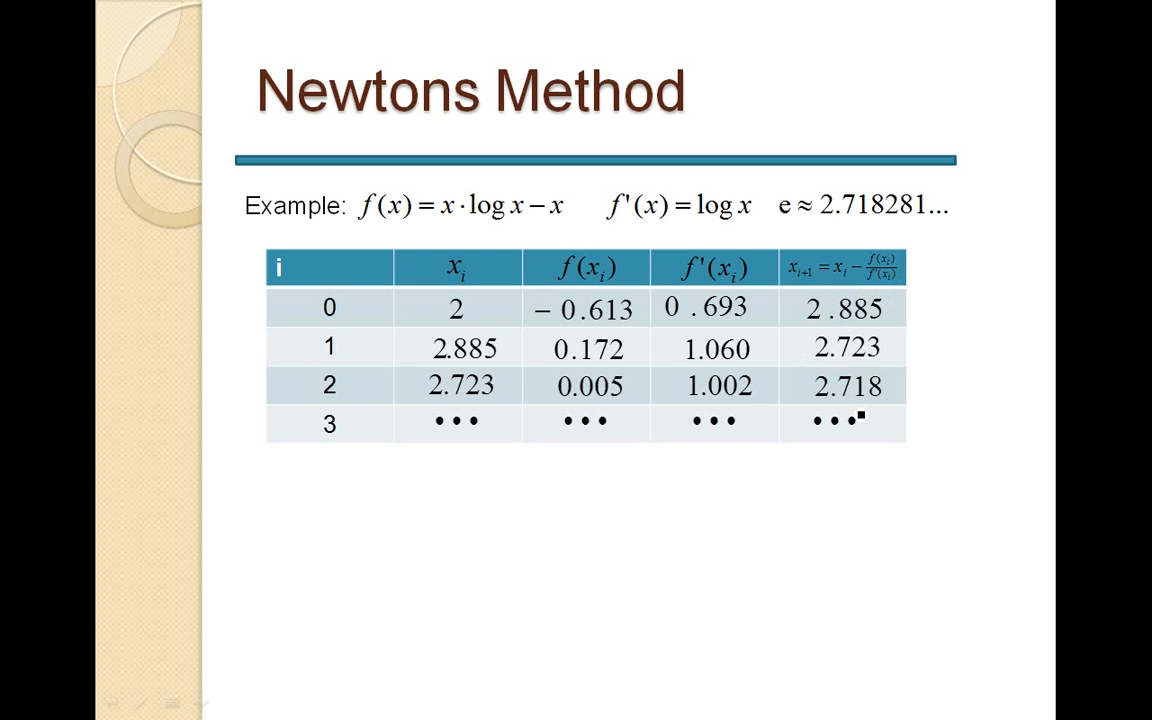 Newtons Method
Example: f(x) = x · log x − x f'(x) = log x e ≈ 2.718281...
i x_i f(x_i) f'(x_i) x_{i+1} = x_i − f(x_i)/f'(x_i)
0 2 − 0.613 0 . 693 2 . 885
1 2.885 0.172 1.060 2.723
2 2.723 0.005 1.002 2.718
3 • • • • • • • • • • • •